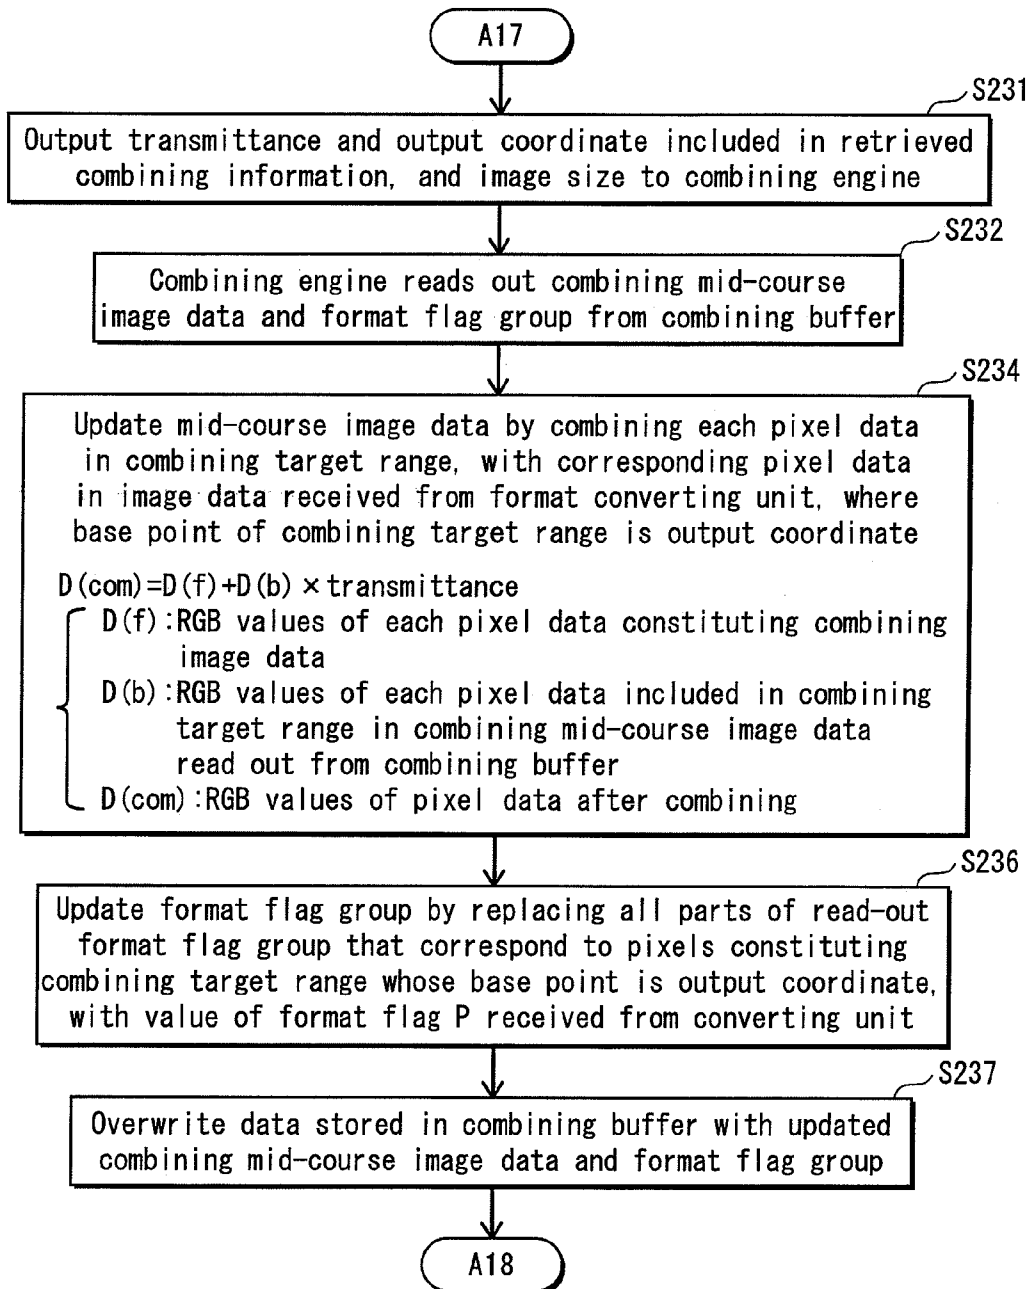 A17
S231
Output transmittance and output coordinate included in retrieved
combining information, and image size to combining engine
S232
Combining engine reads out combining mid-course
image data and format flag group from combining buffer
S234
Update mid-course image data by combining each pixel data
in combining target range, with corresponding pixel data
in image data received from format converting unit, where
base point of combining target range is output coordinate
D(com)=D(f)+D(b)×transmittance
D(f):RGB values of each pixel data constituting combining
image data
D(b):RGB values of each pixel data included in combining
target range in combining mid-course image data
read out from combining buffer
D(com):RGB values of pixel data after combining
S236
Update format flag group by replacing all parts of read-out
format flag group that correspond to pixels constituting
combining target range whose base point is output coordinate,
with value of format flag P received from converting unit
S237
Overwrite data stored in combining buffer with updated
combining mid-course image data and format flag group
A18